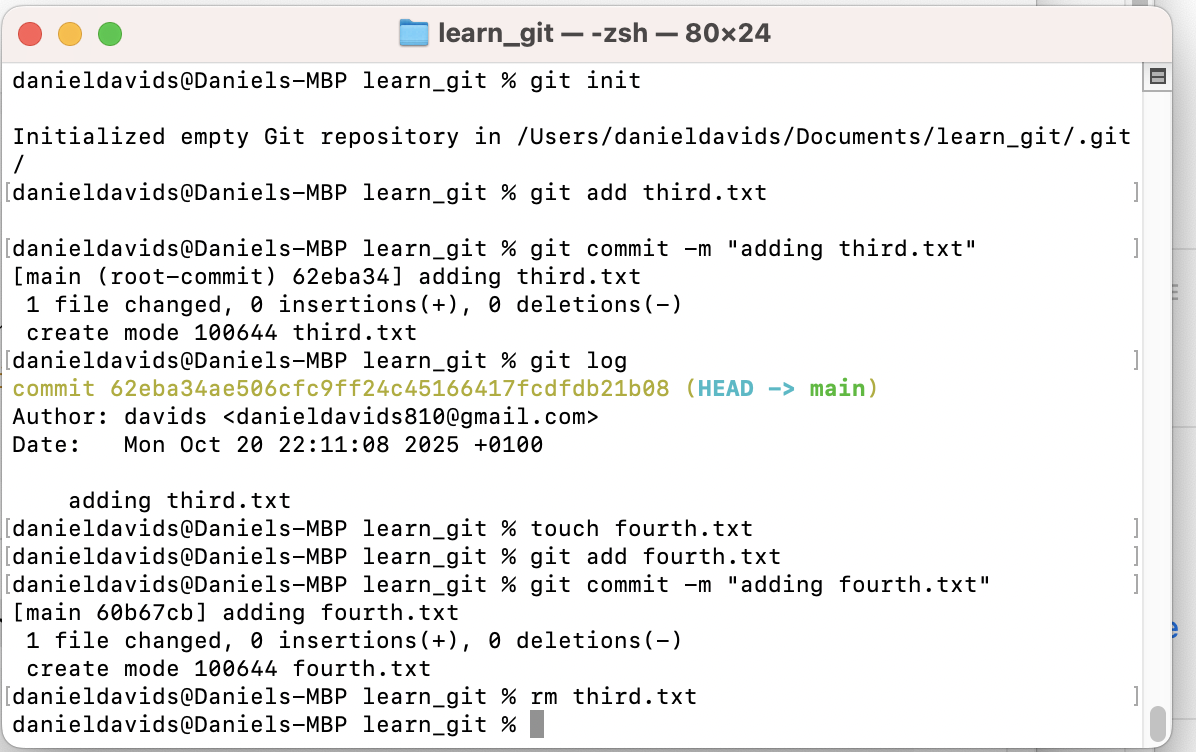 learn_git — -zsh — 80×24
danieldavids@Daniels-MBP learn_git % git init
Initialized empty Git repository in /Users/danieldavids/Documents/learn_git/.git
/
[danieldavids@Daniels-MBP learn_git % git add third.txt ]
[danieldavids@Daniels-MBP learn_git % git commit -m "adding third.txt" ]
[main (root-commit) 62eba34] adding third.txt
1 file changed, 0 insertions(+), 0 deletions(-)
create mode 100644 third.txt
[danieldavids@Daniels-MBP learn_git % git log ]
commit 62eba34ae506cfc9ff24c45166417fcdfdb21b08 (HEAD -> main)
Author: davids <danieldavids810@gmail.com>
Date:   Mon Oct 20 22:11:08 2025 +0100
adding third.txt
[danieldavids@Daniels-MBP learn_git % touch fourth.txt ]
[danieldavids@Daniels-MBP learn_git % git add fourth.txt ]
[danieldavids@Daniels-MBP learn_git % git commit -m "adding fourth.txt" ]
[main 60b67cb] adding fourth.txt
1 file changed, 0 insertions(+), 0 deletions(-)
create mode 100644 fourth.txt
[danieldavids@Daniels-MBP learn_git % rm third.txt ]
danieldavids@Daniels-MBP learn_git %